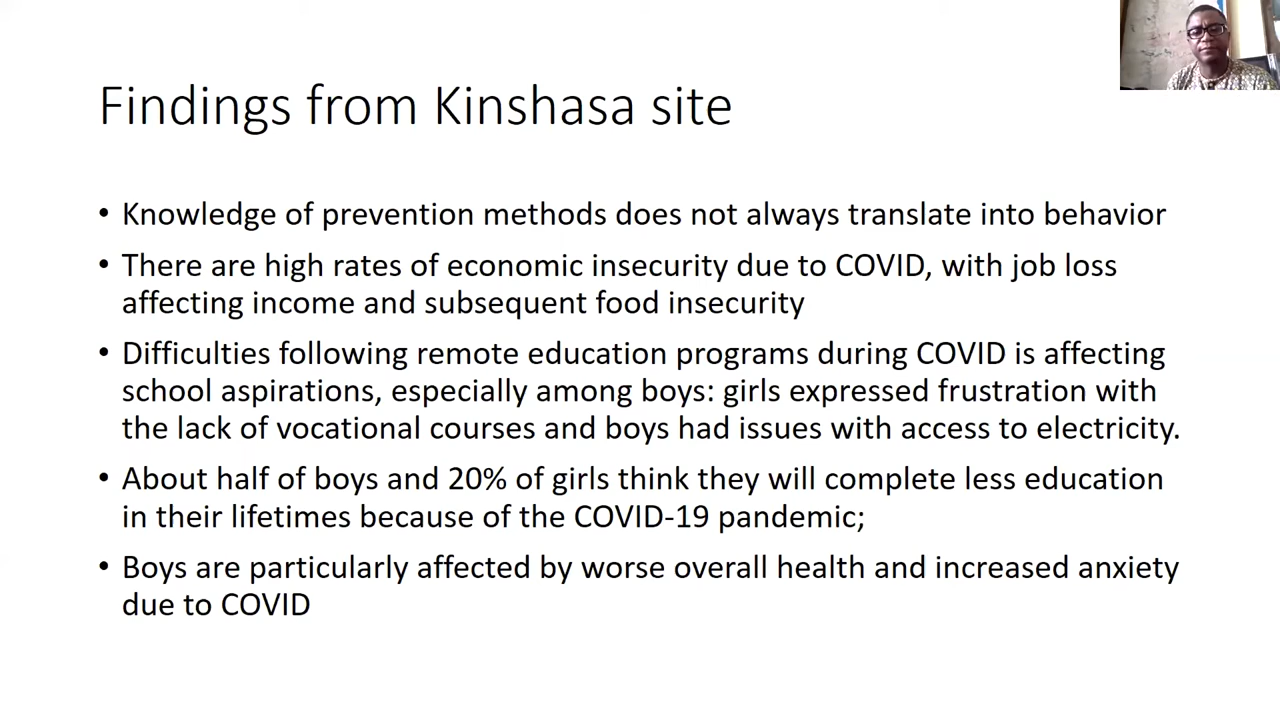 Findings from Kinshasa site
• Knowledge of prevention methods does not always translate into behavior
• There are high rates of economic insecurity due to COVID, with job loss
affecting income and subsequent food insecurity
• Difficulties following remote education programs during COVID is affecting
school aspirations, especially among boys: girls expressed frustration with
the lack of vocational courses and boys had issues with access to electricity.
• About half of boys and 20% of girls think they will complete less education
in their lifetimes because of the COVID-19 pandemic;
• Boys are particularly affected by worse overall health and increased anxiety
due to COVID